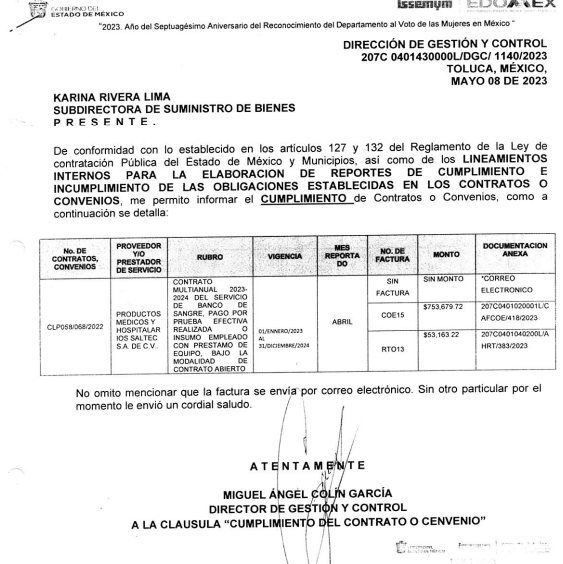 GOBIERNO DEL
ESTADO DE MÉXICO
issemym
EDOMEX
"2023. Año del Septuagésimo Aniversario del Reconocimiento del Departamento al Voto de las Mujeres en México "
DIRECCIÓN DE GESTIÓN Y CONTROL
207C 0401430000L/DGC/ 1140/2023
TOLUCA, MÉXICO,
MAYO 08 DE 2023
KARINA RIVERA LIMA
SUBDIRECTORA DE SUMINISTRO DE BIENES
P R E S E N T E .
De conformidad con lo establecido en los artículos 127 y 132 del Reglamento de la Ley de
contratación Pública del Estado de México y Municipios, así como de los LINEAMIENTOS
INTERNOS PARA LA ELABORACION DE REPORTES DE CUMPLIMIENTO E
INCUMPLIMIENTO DE LAS OBLIGACIONES ESTABLECIDAS EN LOS CONTRATOS O
CONVENIOS, me permito informar el CUMPLIMIENTO de Contratos o Convenios, como a
continuación se detalla:
No. DE CONTRATOS, CONVENIOS
PROVEEDOR Y/O PRESTADOR DE SERVICIO
RUBRO
VIGENCIA
MES REPORTADO
NO. DE FACTURA
MONTO
DOCUMENTACION ANEXA
CLP058/068/2022
PRODUCTOS
MEDICOS Y
HOSPITALAR
IOS SALTEC
S.A. DE C.V..
CONTRATO
MULTIANUAL 2023-
2024 DEL SERVICIO
DE BANCO DE
SANGRE, PAGO POR
PRUEBA EFECTIVA
REALIZADA O
INSUMO EMPLEADO
CON PRESTAMO DE
EQUIPO, BAJO LA
MODALIDAD DE
CONTRATO ABIERTO
01/ENNERO/2023
AL
31/DICIEMBRE/2024
ABRIL
SIN
FACTURA
SIN MONTO
*CORREO
ELECTRONICO
COE15
$753,679.72
207C0401020001L/C
AFCOE/418/2023
RTO13
$53,163.22
207C0401040200L/A
HRT/383/2023
No omito mencionar que la factura se envía por correo electrónico. Sin otro particular por el
momento le envió un cordial saludo.
A T E N T A M E N T E
MIGUEL ÁNGEL COLÍN GARCÍA
DIRECTOR DE GESTIÓN Y CONTROL
A LA CLAUSULA "CUMPLIMIENTO DEL CONTRATO O CENVENIO"